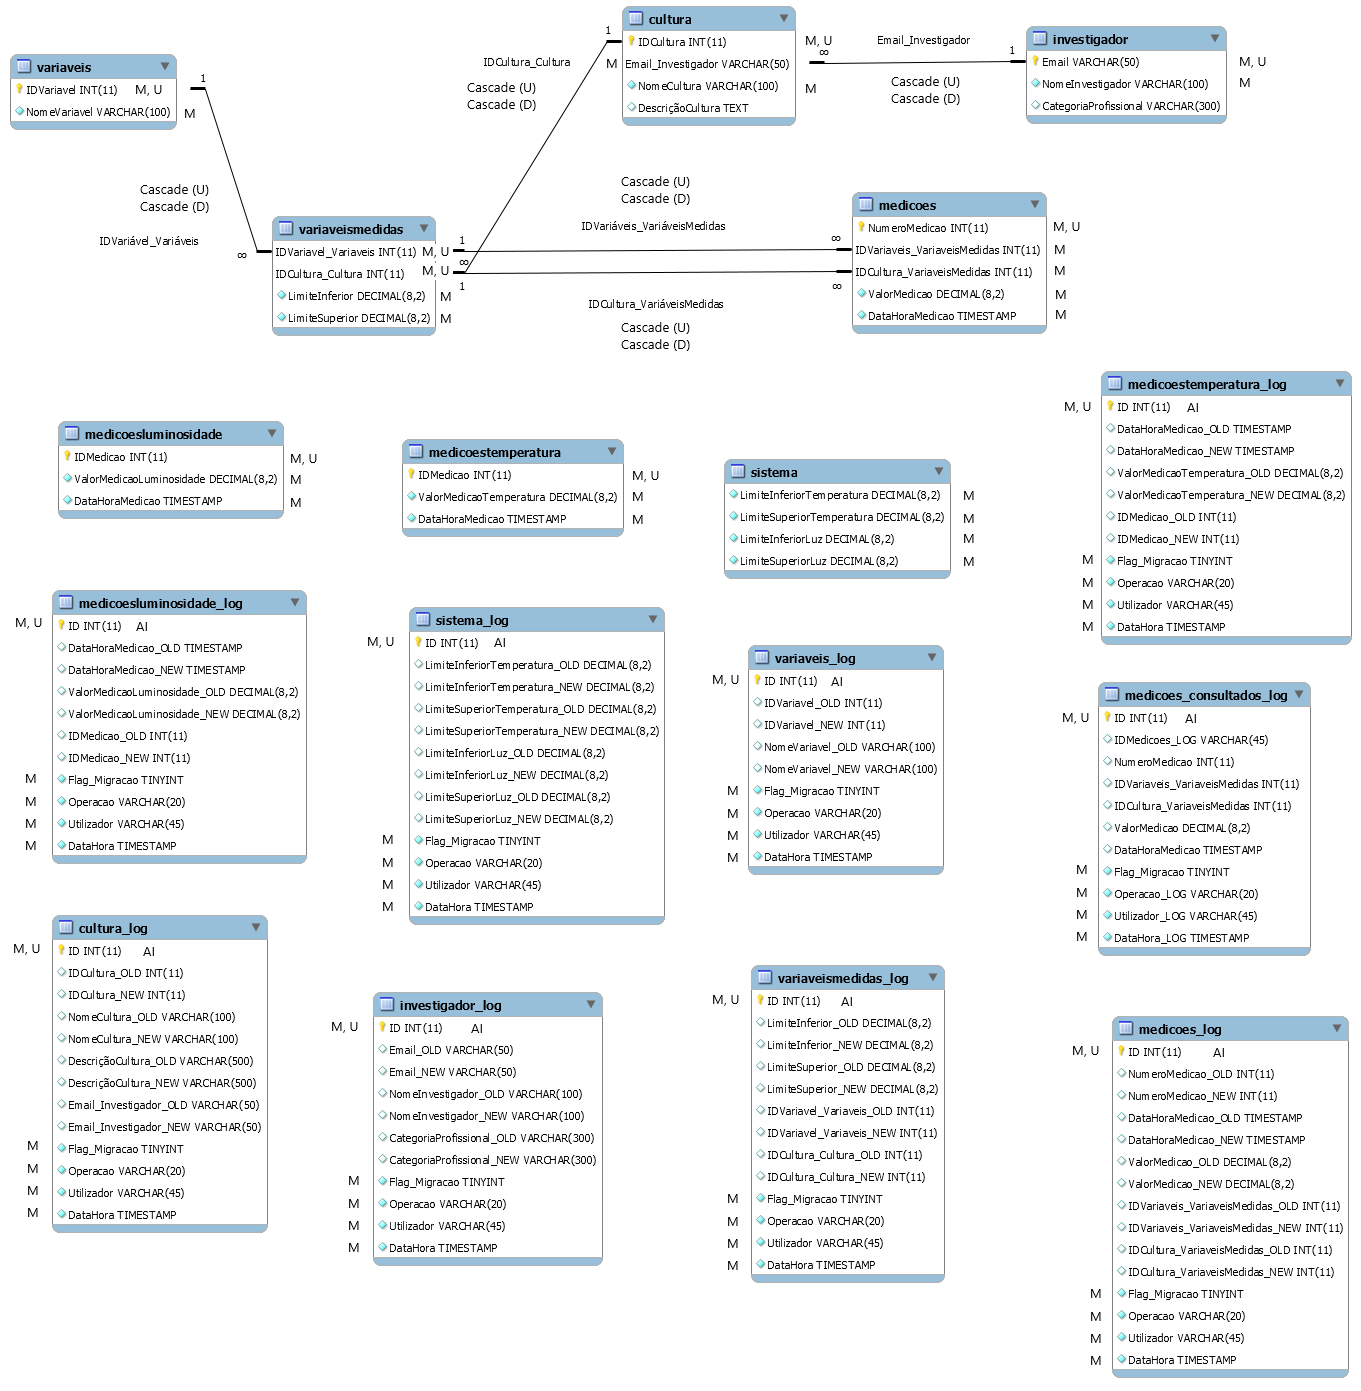 cultura
IDCultura INT(11)
M, U
Email_Investigador VARCHAR(50)
M
NomeCultura VARCHAR(100)
M
DescriçãoCultura TEXT
1
∞
Email_Investigador
1
Cascade (U)
Cascade (D)
investigador
Email VARCHAR(50)
M, U
NomeInvestigador VARCHAR(100)
M
CategoriaProfissional VARCHAR(300)
variaveis
IDVariavel INT(11)
M, U
NomeVariavel VARCHAR(100)
M
1
IDCultura_Cultura
Cascade (U)
Cascade (D)
Cascade (U)
Cascade (D)
IDVariável_Variáveis
∞
variaveismedidas
IDVariavel_Variaveis INT(11)
M, U
IDCultura_Cultura INT(11)
M, U
LimiteInferior DECIMAL(8,2)
M
LimiteSuperior DECIMAL(8,2)
M
1
∞
1
Cascade (U)
Cascade (D)
IDVariáveis_VariáveisMedidas
∞
IDCultura_VariáveisMedidas
∞
Cascade (U)
Cascade (D)
medicoes
NumeroMedicao INT(11)
M, U
IDVariaveis_VariaveisMedidas INT(11)
M
IDCultura_VariaveisMedidas INT(11)
M
ValorMedicao DECIMAL(8,2)
M
DataHoraMedicao TIMESTAMP
M
medicoesluminosidade
IDMedicao INT(11)
M, U
ValorMedicaoLuminosidade DECIMAL(8,2)
M
DataHoraMedicao TIMESTAMP
M
medicoestemperatura
IDMedicao INT(11)
M, U
ValorMedicaoTemperatura DECIMAL(8,2)
M
DataHoraMedicao TIMESTAMP
M
sistema
LimiteInferiorTemperatura DECIMAL(8,2)
M
LimiteSuperiorTemperatura DECIMAL(8,2)
M
LimiteInferiorLuz DECIMAL(8,2)
M
LimiteSuperiorLuz DECIMAL(8,2)
M
medicoestemperatura_log
M, U
ID INT(11) AI
DataHoraMedicao_OLD TIMESTAMP
DataHoraMedicao_NEW TIMESTAMP
ValorMedicaoTemperatura_OLD DECIMAL(8,2)
ValorMedicaoTemperatura_NEW DECIMAL(8,2)
IDMedicao_OLD INT(11)
IDMedicao_NEW INT(11)
M Flag_Migracao TINYINT
M Operacao VARCHAR(20)
M Utilizador VARCHAR(45)
M DataHora TIMESTAMP
medicoesluminosidade_log
M, U
ID INT(11) AI
DataHoraMedicao_OLD TIMESTAMP
DataHoraMedicao_NEW TIMESTAMP
ValorMedicaoLuminosidade_OLD DECIMAL(8,2)
ValorMedicaoLuminosidade_NEW DECIMAL(8,2)
IDMedicao_OLD INT(11)
IDMedicao_NEW INT(11)
M Flag_Migracao TINYINT
M Operacao VARCHAR(20)
M Utilizador VARCHAR(45)
M DataHora TIMESTAMP
sistema_log
M, U
ID INT(11) AI
LimiteInferiorTemperatura_OLD DECIMAL(8,2)
LimiteInferiorTemperatura_NEW DECIMAL(8,2)
LimiteSuperiorTemperatura_OLD DECIMAL(8,2)
LimiteSuperiorTemperatura_NEW DECIMAL(8,2)
LimiteInferiorLuz_OLD DECIMAL(8,2)
LimiteInferiorLuz_NEW DECIMAL(8,2)
LimiteSuperiorLuz_OLD DECIMAL(8,2)
LimiteSuperiorLuz_NEW DECIMAL(8,2)
M Flag_Migracao TINYINT
M Operacao VARCHAR(20)
M Utilizador VARCHAR(45)
M DataHora TIMESTAMP
variaveis_log
M, U
ID INT(11) AI
IDVariavel_OLD INT(11)
IDVariavel_NEW INT(11)
NomeVariavel_OLD VARCHAR(100)
NomeVariavel_NEW VARCHAR(100)
M Flag_Migracao TINYINT
M Operacao VARCHAR(20)
M Utilizador VARCHAR(45)
M DataHora TIMESTAMP
medicoes_consultados_log
M, U
ID INT(11) AI
IDMedicoes_LOG VARCHAR(45)
NumeroMedicao INT(11)
IDVariaveis_VariaveisMedidas INT(11)
IDCultura_VariaveisMedidas INT(11)
ValorMedicao DECIMAL(8,2)
DataHoraMedicao TIMESTAMP
M Flag_Migracao TINYINT
M Operacao_LOG VARCHAR(20)
M Utilizador_LOG VARCHAR(45)
M DataHora_LOG TIMESTAMP
cultura_log
M, U
ID INT(11) AI
IDCultura_OLD INT(11)
IDCultura_NEW INT(11)
NomeCultura_OLD VARCHAR(100)
NomeCultura_NEW VARCHAR(100)
DescriçãoCultura_OLD VARCHAR(500)
DescriçãoCultura_NEW VARCHAR(500)
Email_Investigador_OLD VARCHAR(50)
Email_Investigador_NEW VARCHAR(50)
M Flag_Migracao TINYINT
M Operacao VARCHAR(20)
M Utilizador VARCHAR(45)
M DataHora TIMESTAMP
investigador_log
M, U
ID INT(11) AI
Email_OLD VARCHAR(50)
Email_NEW VARCHAR(50)
NomeInvestigador_OLD VARCHAR(100)
NomeInvestigador_NEW VARCHAR(100)
CategoriaProfissional_OLD VARCHAR(300)
CategoriaProfissional_NEW VARCHAR(300)
M Flag_Migracao TINYINT
M Operacao VARCHAR(20)
M Utilizador VARCHAR(45)
M DataHora TIMESTAMP
variaveismedidas_log
M, U
ID INT(11) AI
LimiteInferior_OLD DECIMAL(8,2)
LimiteInferior_NEW DECIMAL(8,2)
LimiteSuperior_OLD DECIMAL(8,2)
LimiteSuperior_NEW DECIMAL(8,2)
IDVariavel_Variaveis_OLD INT(11)
IDVariavel_Variaveis_NEW INT(11)
IDCultura_Cultura_OLD INT(11)
IDCultura_Cultura_NEW INT(11)
M Flag_Migracao TINYINT
M Operacao VARCHAR(20)
M Utilizador VARCHAR(45)
M DataHora TIMESTAMP
medicoes_log
M, U
ID INT(11) AI
NumeroMedicao_OLD INT(11)
NumeroMedicao_NEW INT(11)
DataHoraMedicao_OLD TIMESTAMP
DataHoraMedicao_NEW TIMESTAMP
ValorMedicao_OLD DECIMAL(8,2)
ValorMedicao_NEW DECIMAL(8,2)
IDVariaveis_VariaveisMedidas_OLD INT(11)
IDVariaveis_VariaveisMedidas_NEW INT(11)
IDCultura_VariaveisMedidas_OLD INT(11)
IDCultura_VariaveisMedidas_NEW INT(11)
M Flag_Migracao TINYINT
M Operacao VARCHAR(20)
M Utilizador VARCHAR(45)
M DataHora TIMESTAMP